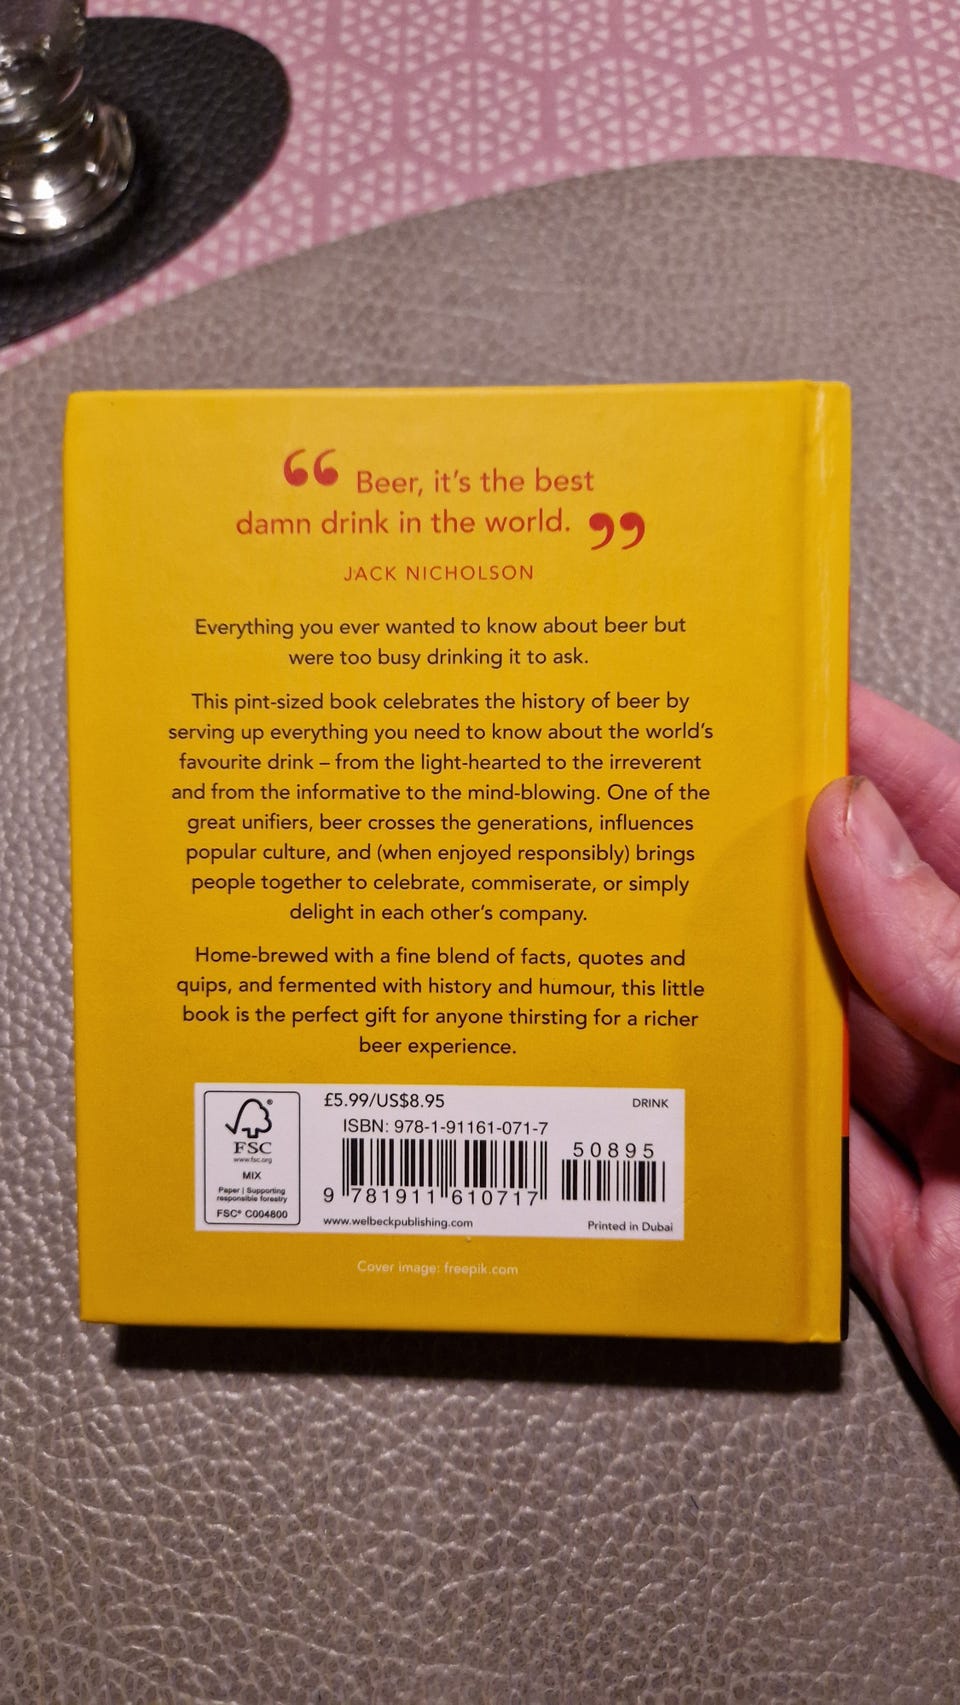 “ Beer, it's the best
damn drink in the world. ”
JACK NICHOLSON
Everything you ever wanted to know about beer but
were too busy drinking it to ask.
This pint-sized book celebrates the history of beer by
serving up everything you need to know about the world's
favourite drink – from the light-hearted to the irreverent
and from the informative to the mind-blowing. One of the
great unifiers, beer crosses the generations, influences
popular culture, and (when enjoyed responsibly) brings
people together to celebrate, commiserate, or simply
delight in each other's company.
Home-brewed with a fine blend of facts, quotes and
quips, and fermented with history and humour, this little
book is the perfect gift for anyone thirsting for a richer
beer experience.
®
FSC
www.fsc.org
MIX
Paper | Supporting
responsible forestry
FSC® C004800
£5.99/US$8.95
DRINK
ISBN: 978-1-91161-071-7
50895
9 781911 610717
www.welbeckpublishing.com
Printed in Dubai
Cover image: freepik.com